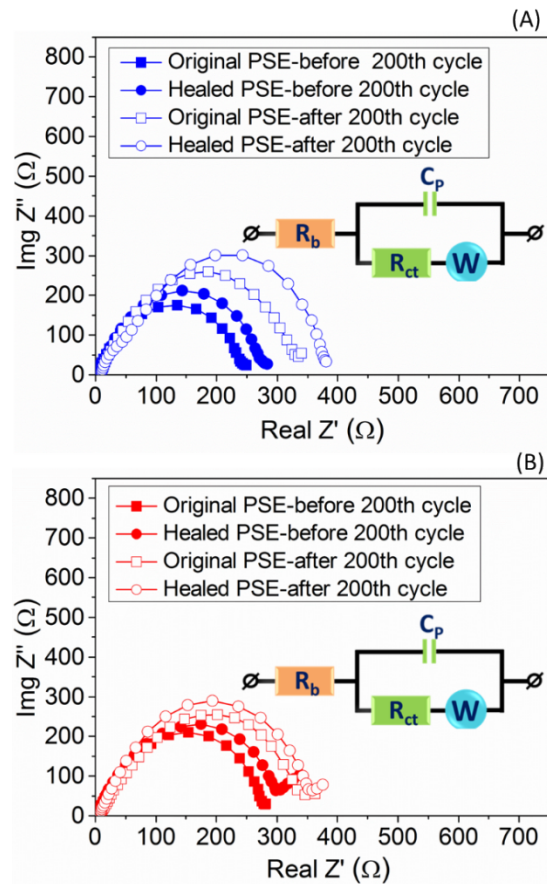 (A)
800
700
600
500
400
300
200
100
0
Img Z" (Ω)
Original PSE-before 200th cycle
Healed PSE-before 200th cycle
Original PSE-after 200th cycle
Healed PSE-after 200th cycle
C_P
R_b
R_ct
W
0 100 200 300 400 500 600 700
Real Z' (Ω)
(B)
800
700
600
500
400
300
200
100
0
Img Z" (Ω)
Original PSE-before 200th cycle
Healed PSE-before 200th cycle
Original PSE-after 200th cycle
Healed PSE-after 200th cycle
C_P
R_b
R_ct
W
0 100 200 300 400 500 600 700
Real Z' (Ω)